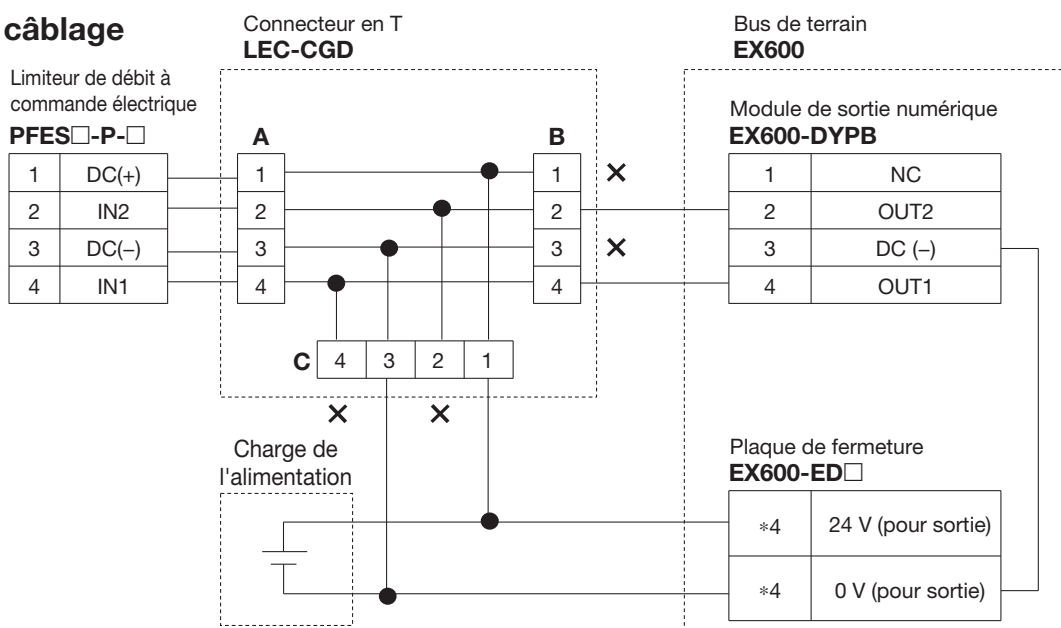 câblage
Connecteur en T
LEC-CGD
Bus de terrain
EX600
Limiteur de débit à
commande électrique
PFES□-P-□
1 DC(+)
2 IN2
3 DC(–)
4 IN1
A
1
2
3
4
B
1
2
3
4
C 4 3 2 1
Module de sortie numérique
EX600-DYPB
1 NC
2 OUT2
3 DC (–)
4 OUT1
Charge de
l'alimentation
Plaque de fermeture
EX600-ED□
*4 24 V (pour sortie)
*4 0 V (pour sortie)